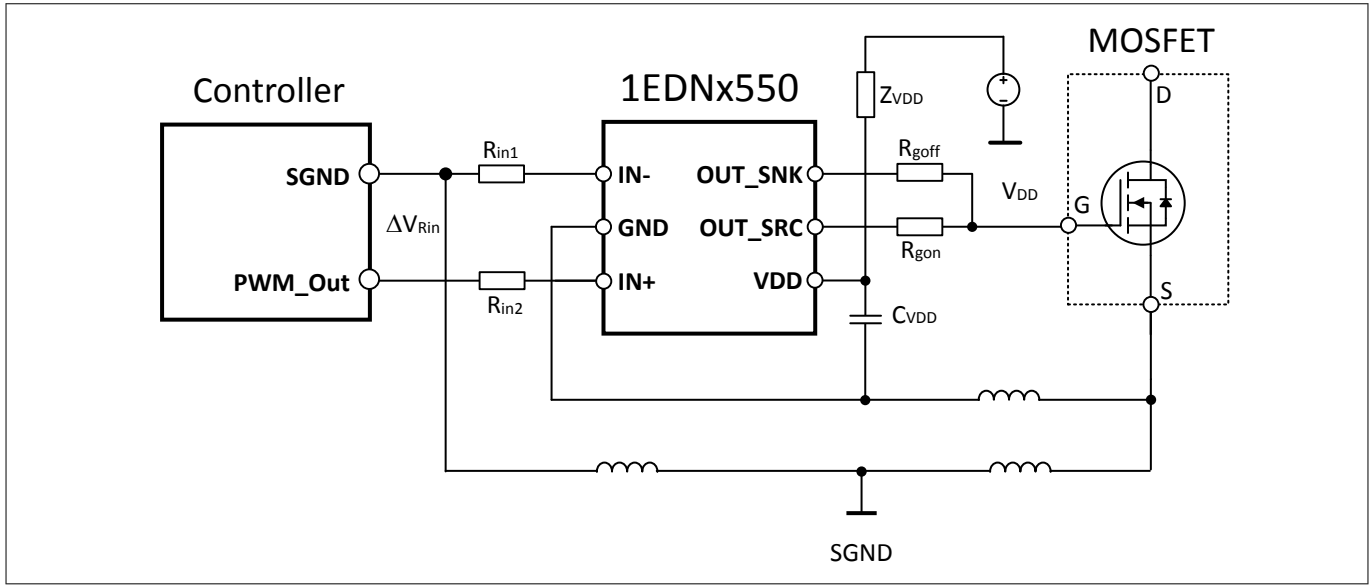 Controller
1EDNx550
MOSFET
SGND
PWM_Out
Rin1
ΔVRin
Rin2
IN-
GND
IN+
OUT_SNK
OUT_SRC
VDD
ZVDD
+
−
Rgoff
Rgon
VDD
CVDD
D
G
S
SGND